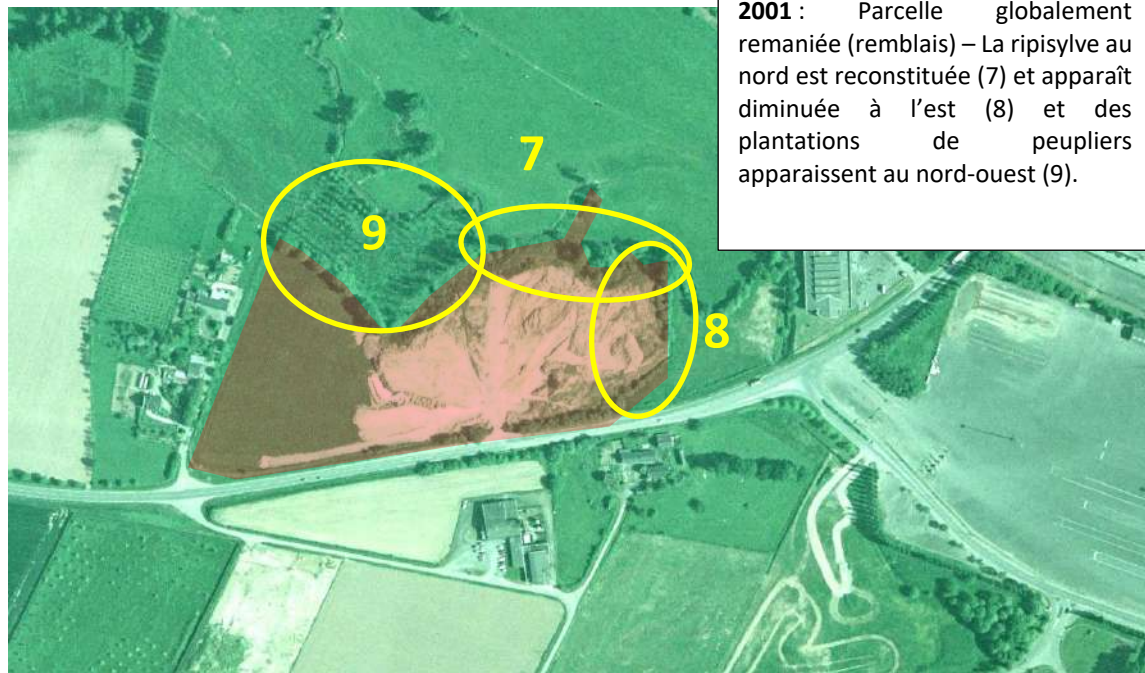 2001 : Parcelle globalement
remaniée (remblais) – La ripisylve au
nord est reconstituée (7) et apparaît
diminuée à l’est (8) et des
plantations de peupliers
apparaissent au nord-ouest (9).
7
9
8